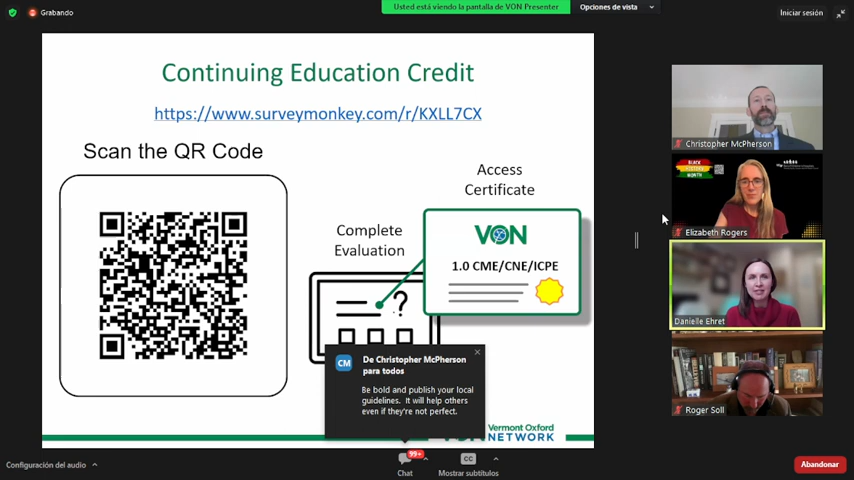 Grabando
Usted está viendo la pantalla de VON Presenter
Opciones de vista
Iniciar sesión
Continuing Education Credit
https://www.surveymonkey.com/r/KXLL7CX
Scan the QR Code
Access
Certificate
Complete
Evaluation
VON
1.0 CME/CNE/ICPE
?
CM
De Christopher McPherson
para todos
Be bold and publish your local
guidelines. It will help others
even if they're not perfect.
Vermont Oxford
NETWORK
Christopher McPherson
BLACK
HISTORY
MONTH
Elizabeth Rogers
Danielle Ehret
Roger Soll
Configuración del audio
99+
Chat
CC
Mostrar subtítulos
Abandonar